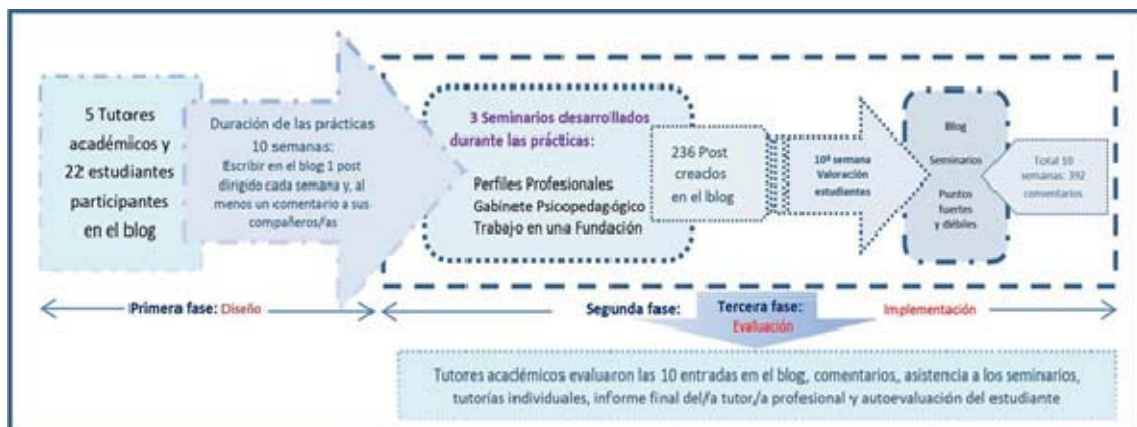 5 Tutores
académicos y
22 estudiantes
participantes
en el blog
Duración de las prácticas
10 semanas:
Escribir en el blog 1 post
dirigido cada semana y, al
menos un comentario a sus
compañeros/as
3 Seminarios desarrollados
durante las prácticas:
Perfiles Profesionales
Gabinete Psicopedagógico
Trabajo en una Fundación
236 Post
creados
en el blog
10ª semana
Valoración
estudiantes
Blog
Seminarios
Puntos
fuertes
y débiles
Total 10
semanas: 392
comentarios
Primera fase: Diseño
Segunda fase:
Implementación
Tercera fase:
Evaluación
Tutores académicos evaluaron las 10 entradas en el blog, comentarios, asistencia a los seminarios,
tutorías individuales, informe final del/a tutor/a profesional y autoevaluación del estudiante